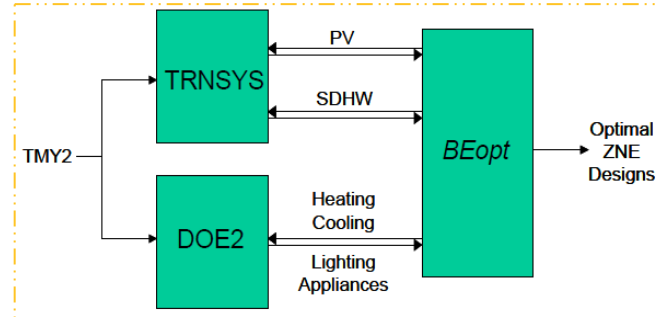 PV
TRNSYS
SDHW
TMY2
BEopt
Optimal
ZNE
Designs
Heating
Cooling
DOE2
Lighting
Appliances